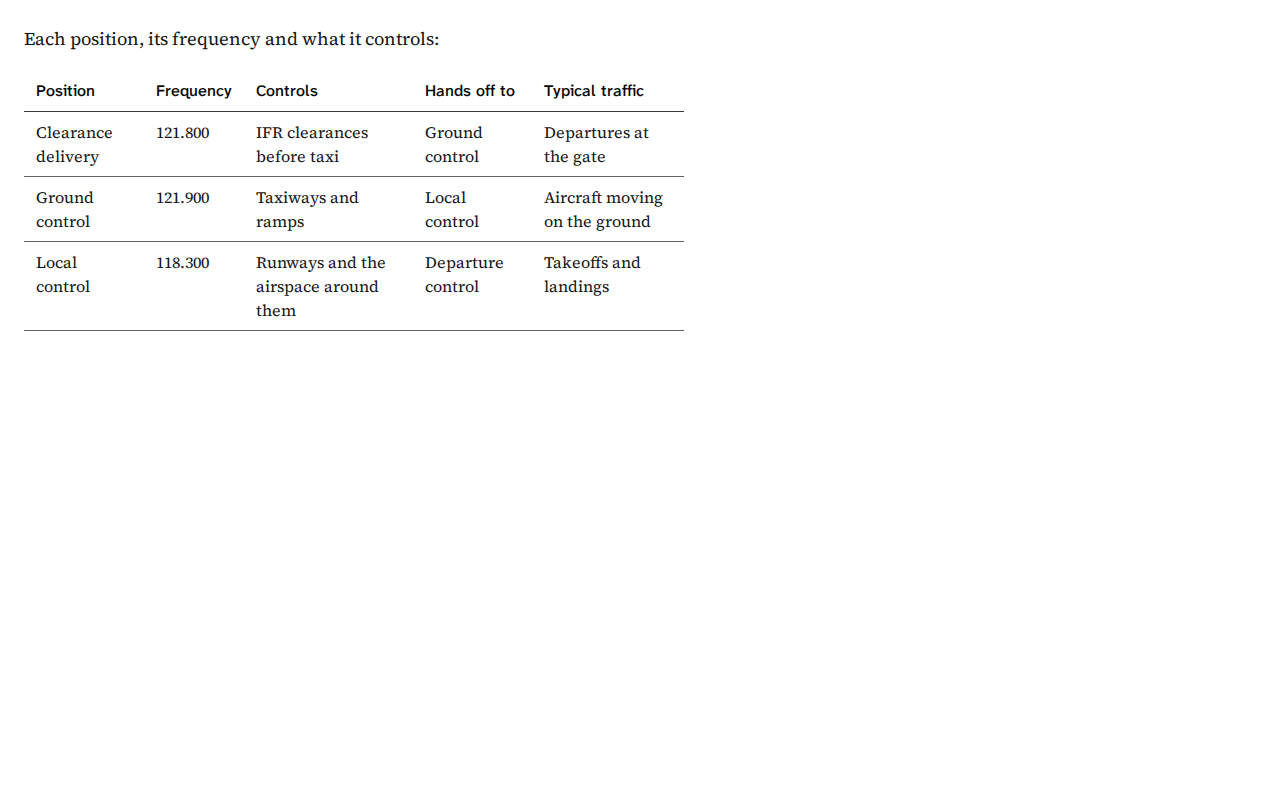 Each position, its frequency and what it controls:
Position Frequency Controls Hands off to Typical traffic
Clearance delivery 121.800 IFR clearances before taxi Ground control Departures at the gate
Ground control 121.900 Taxiways and ramps Local control Aircraft moving on the ground
Local control 118.300 Runways and the airspace around them Departure control Takeoffs and landings